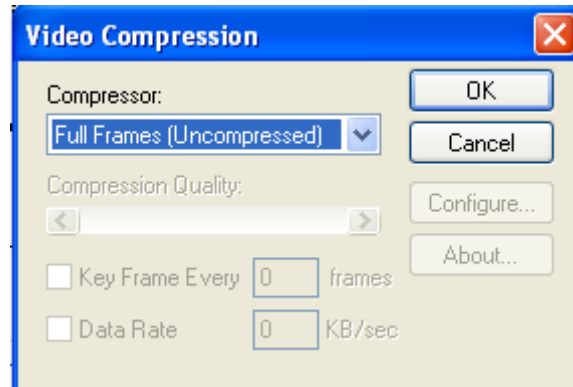 Video Compression
Compressor:
OK
Full Frames (Uncompressed)
Cancel
Compression Quality:
Configure...
About...
Key Frame Every 0 frames
Data Rate 0 KB/sec